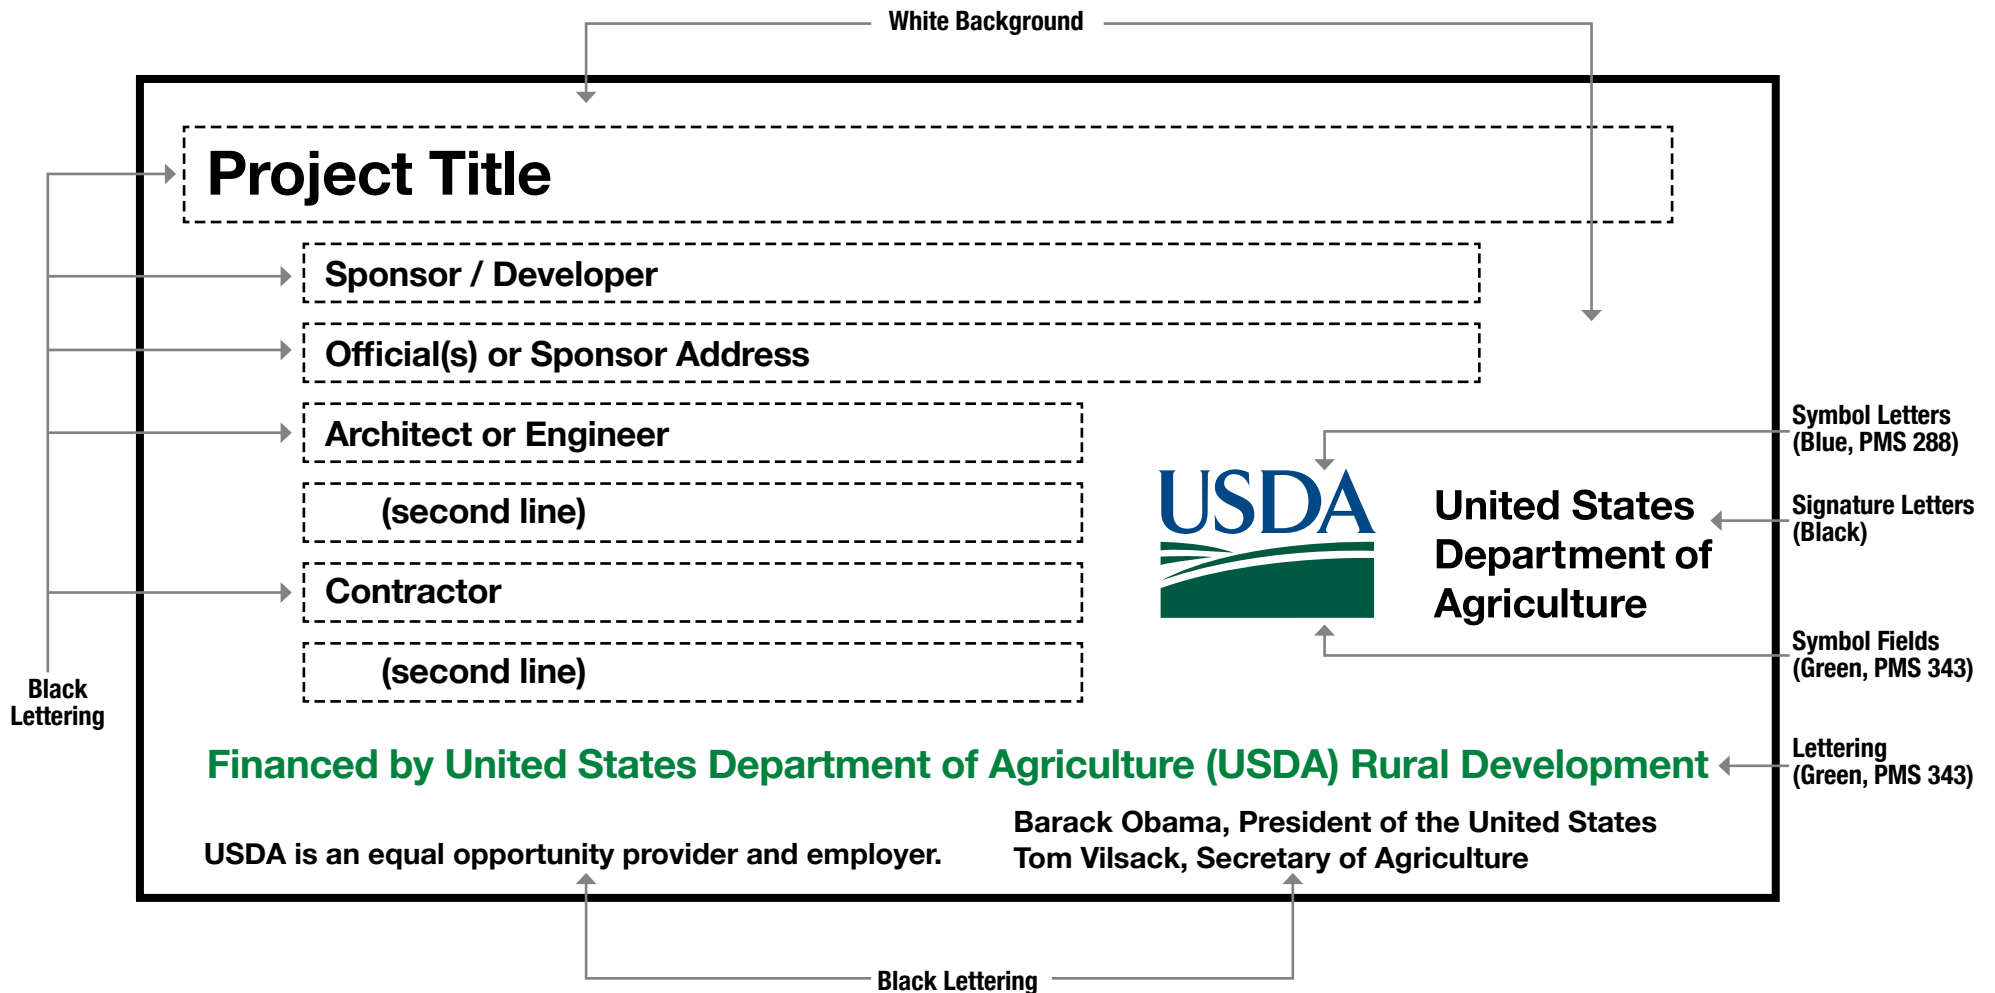 White Background
Project Title
Sponsor / Developer
Official(s) or Sponsor Address
Architect or Engineer
(second line)
Contractor
(second line)
Black
Lettering
USDA
United States
Department of
Agriculture
Symbol Letters
(Blue, PMS 288)
Signature Letters
(Black)
Symbol Fields
(Green, PMS 343)
Financed by United States Department of Agriculture (USDA) Rural Development
Lettering
(Green, PMS 343)
USDA is an equal opportunity provider and employer.
Barack Obama, President of the United States
Tom Vilsack, Secretary of Agriculture
Black Lettering